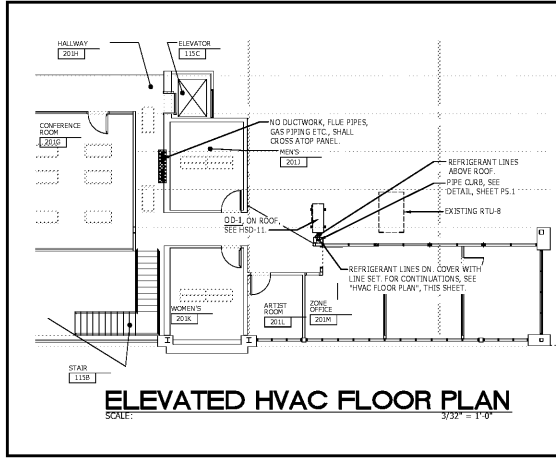 HALLWAY
201H
ELEVATOR
115C
CONFERENCE
ROOM
201G
NO DUCTWORK, FLUE PIPES,
GAS PIPING ETC., SHALL
CROSS ATOP PANEL.
MEN'S
201J
REFRIGERANT LINES
ABOVE ROOF.
PIPE CURB, SEE
DETAIL, SHEET P5.1
EXISTING RTU-8
OD-1, ON ROOF,
SEE HSD-11.
REFRIGERANT LINES ON. COVER WITH
LINE SET. FOR CONTINUATIONS, SEE
"HVAC FLOOR PLAN", THIS SHEET.
WOMEN'S
201K
ARTIST
ROOM
201L
ZONE
OFFICE
201M
STAIR
115B
ELEVATED HVAC FLOOR PLAN
SCALE:
3/32" = 1'-0"